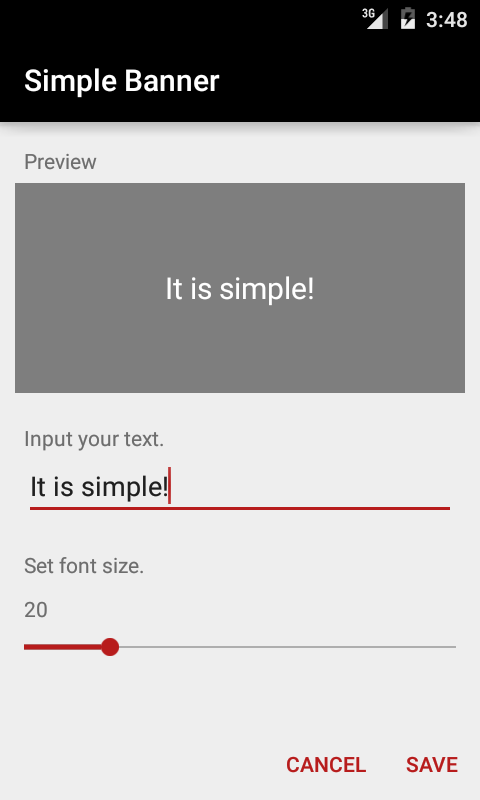 3G 3:48
Simple Banner
Preview
It is simple!
Input your text.
It is simple!
Set font size.
20
CANCEL SAVE